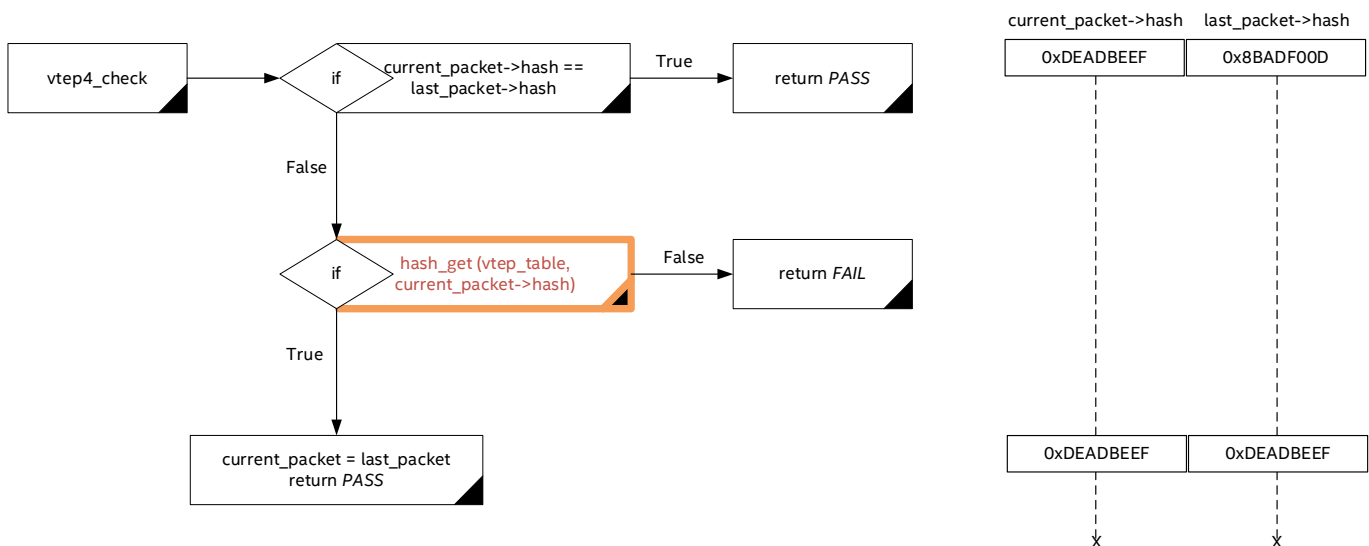 current_packet->hash last_packet->hash
vtep4_check
if
current_packet->hash ==
last_packet->hash
True
return PASS
0xDEADBEEF
0x8BADF00D
False
if
hash_get (vtep_table,
current_packet->hash)
False
return FAIL
True
current_packet = last_packet
return PASS
0xDEADBEEF
0xDEADBEEF
x
x